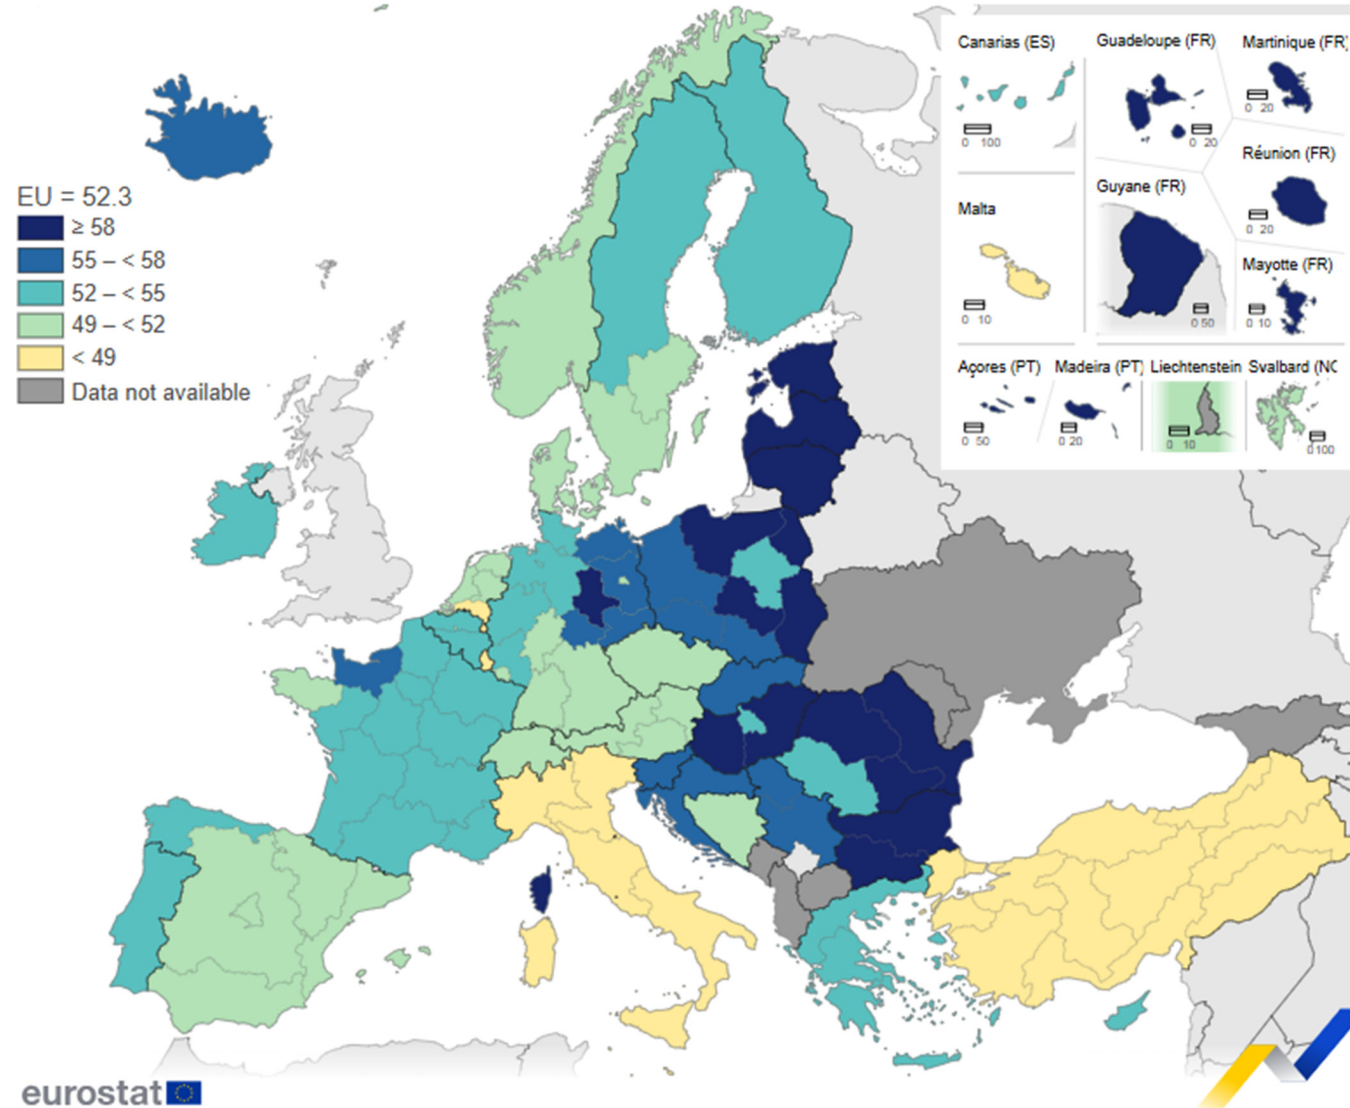 EU = 52.3
≥ 58
55 – < 58
52 – < 55
49 – < 52
< 49
Data not available
Canarias (ES)
0 100
Guadeloupe (FR)
0 20
Martinique (FR)
0 20
Malta
0 10
Guyane (FR)
0 50
Réunion (FR)
0 20
Mayotte (FR)
0 10
Açores (PT)
0 50
Madeira (PT)
0 20
Liechtenstein
0 10
Svalbard (NO
0 100
eurostat